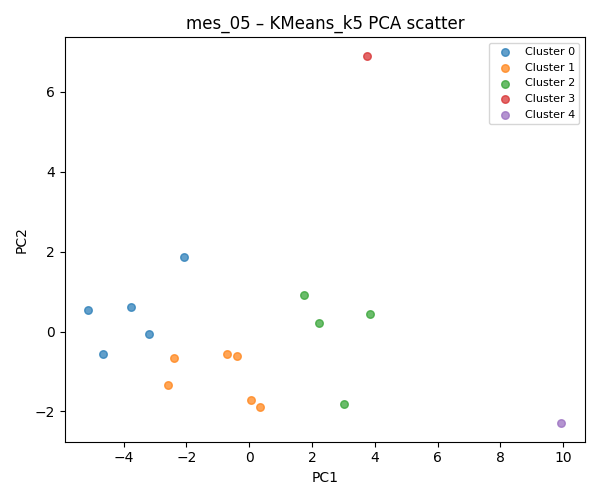 mes_05 – KMeans_k5 PCA scatter
Cluster 0
Cluster 1
Cluster 2
Cluster 3
Cluster 4
PC2
6
4
2
0
−2
−4
−2
0
2
4
6
8
10
PC1